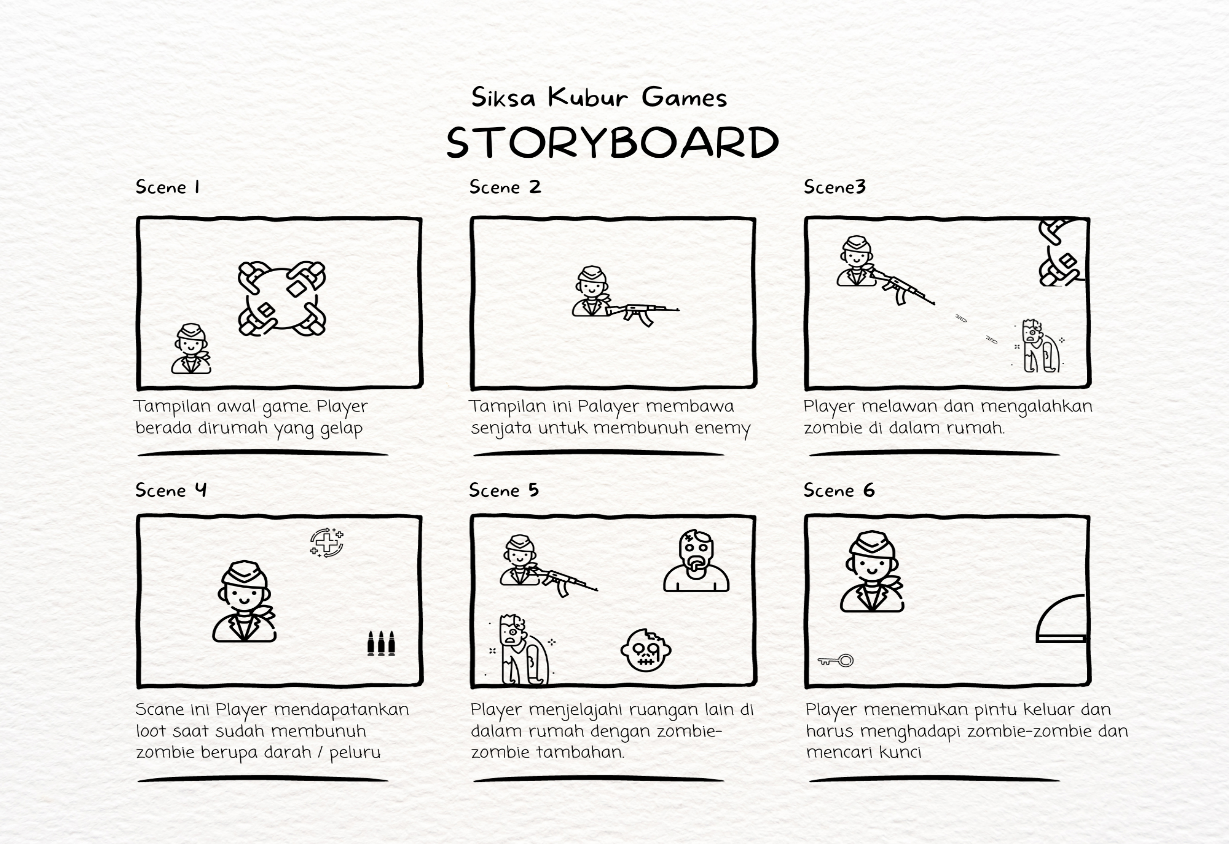 Siksa Kubur Games
STORYBOARD
Scene 1
Tampilan awal game. Player
berada dirumah yang gelap
Scene 2
Tampilan ini Palayer membawa
senjata untuk membunuh enemy
Scene3
Player melawan dan mengalahkan
zombie di dalam rumah.
Scene 4
Scane ini Player mendapatankan
loot saat sudah membunuh
zombie berupa darah / peluru
Scene 5
Player menjelajahi ruangan lain di
dalam rumah dengan zombie-
zombie tambahan.
Scene 6
Player menemukan pintu keluar dan
harus menghadapi zombie-zombie dan
mencari kunci